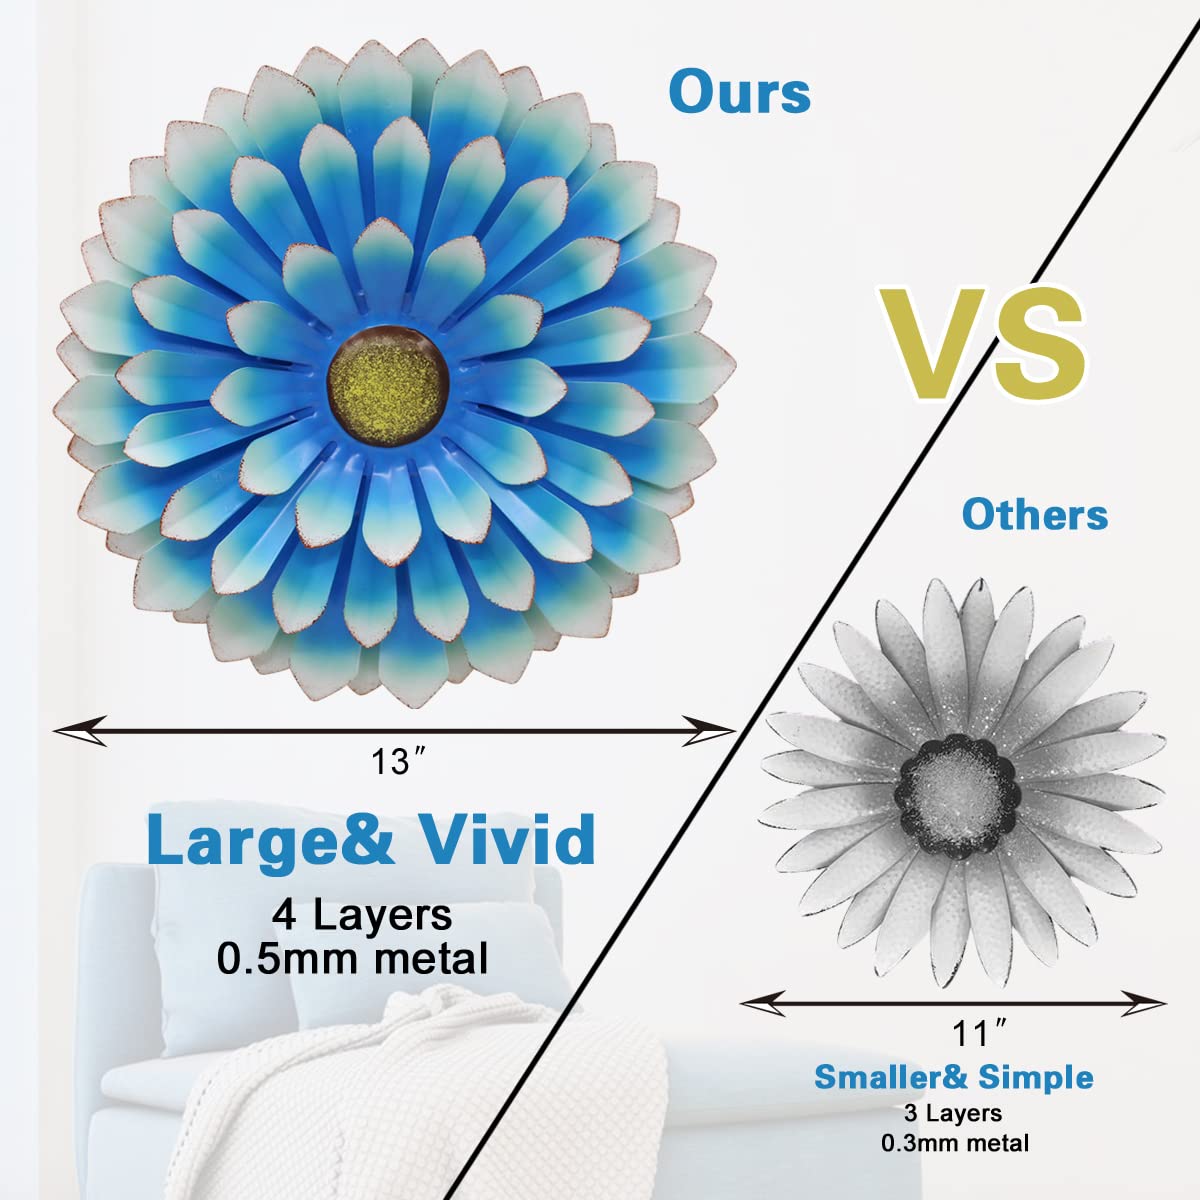 Ours
VS
Others
13″
Large& Vivid
4 Layers
0.5mm metal
11″
Smaller& Simple
3 Layers
0.3mm metal